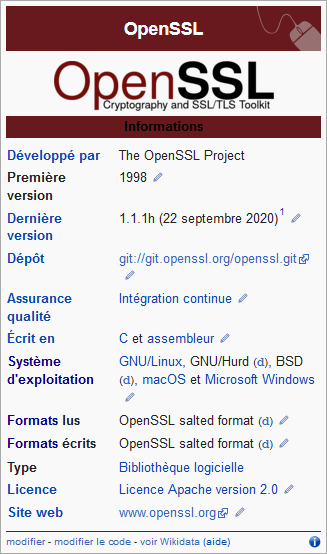 OpenSSL
OpenSSL
Cryptography and SSL/TLS Toolkit
Informations
Développé par The OpenSSL Project
Première version 1998
Dernière version 1.1.1h (22 septembre 2020)1
Dépôt git://git.openssl.org/openssl.git
Assurance qualité Intégration continue
Écrit en C et assembleur
Système d'exploitation GNU/Linux, GNU/Hurd (d), BSD
(d), macOS et Microsoft Windows
Formats lus OpenSSL salted format (d)
Formats écrits OpenSSL salted format (d)
Type Bibliothèque logicielle
Licence Licence Apache version 2.0
Site web www.openssl.org
modifier - modifier le code - voir Wikidata (aide)